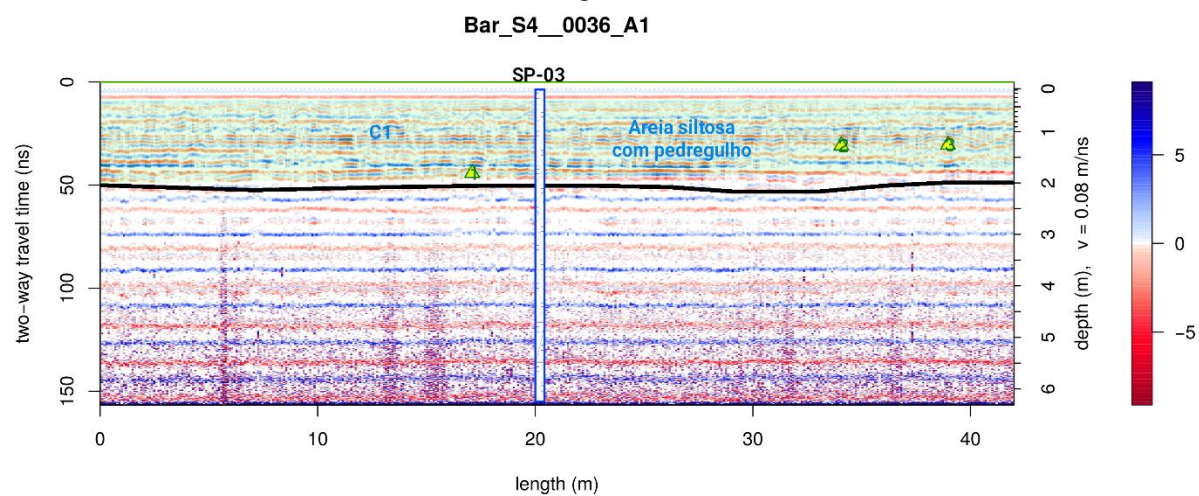 Bar_S4__0036_A1
SP-03
C1
Areia siltosa
com pedregulho
two−way travel time (ns)
0
50
100
150
0
10
20
30
40
length (m)
0
1
2
3
4
5
6
depth (m), v = 0.08 m/ns
5
0
−5